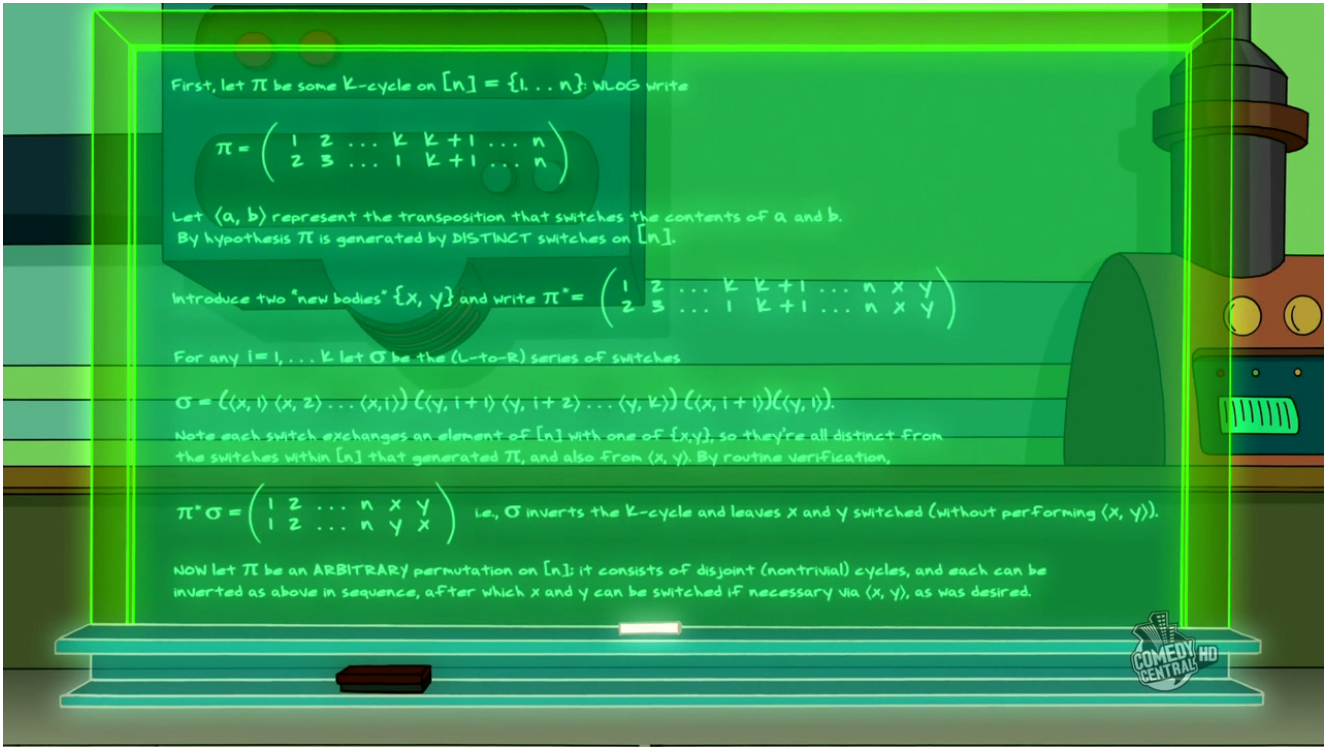 First, let π be some k-cycle on [n] = {1. . . n}: WLOG write
π = ( 1 2 ... k k+1 ... n
2 3 ... 1 k+1 ... n )
Let ⟨a, b⟩ represent the transposition that switches the contents of a and b.
By hypothesis π is generated by DISTINCT switches on [n].
Introduce two "new bodies" {x, y} and write π* = ( 1 2 ... k k+1 ... n x y
2 3 ... 1 k+1 ... n x y )
For any i = 1, . . . k let σ be the (L-to-R) series of switches
σ = (⟨x, 1⟩ ⟨x, 2⟩ ... ⟨x, i⟩) (⟨y, i+1⟩ ⟨y, i+2⟩ ... ⟨y, k⟩) (⟨x, i+1⟩)(⟨y, 1⟩).
Note each switch exchanges an element of [n] with one of {x,y}, so they're all distinct from
the switches within [n] that generated π, and also from ⟨x, y⟩. By routine verification,
π* σ = ( 1 2 ... n x y
1 2 ... n y x ) i.e., σ inverts the k-cycle and leaves x and y switched (without performing ⟨x, y⟩).
NOW let π be an ARBITRARY permutation on [n]; it consists of disjoint (nontrivial) cycles, and each can be
inverted as above in sequence, after which x and y can be switched if necessary via ⟨x, y⟩, as was desired.
COMEDY
CENTRAL HD